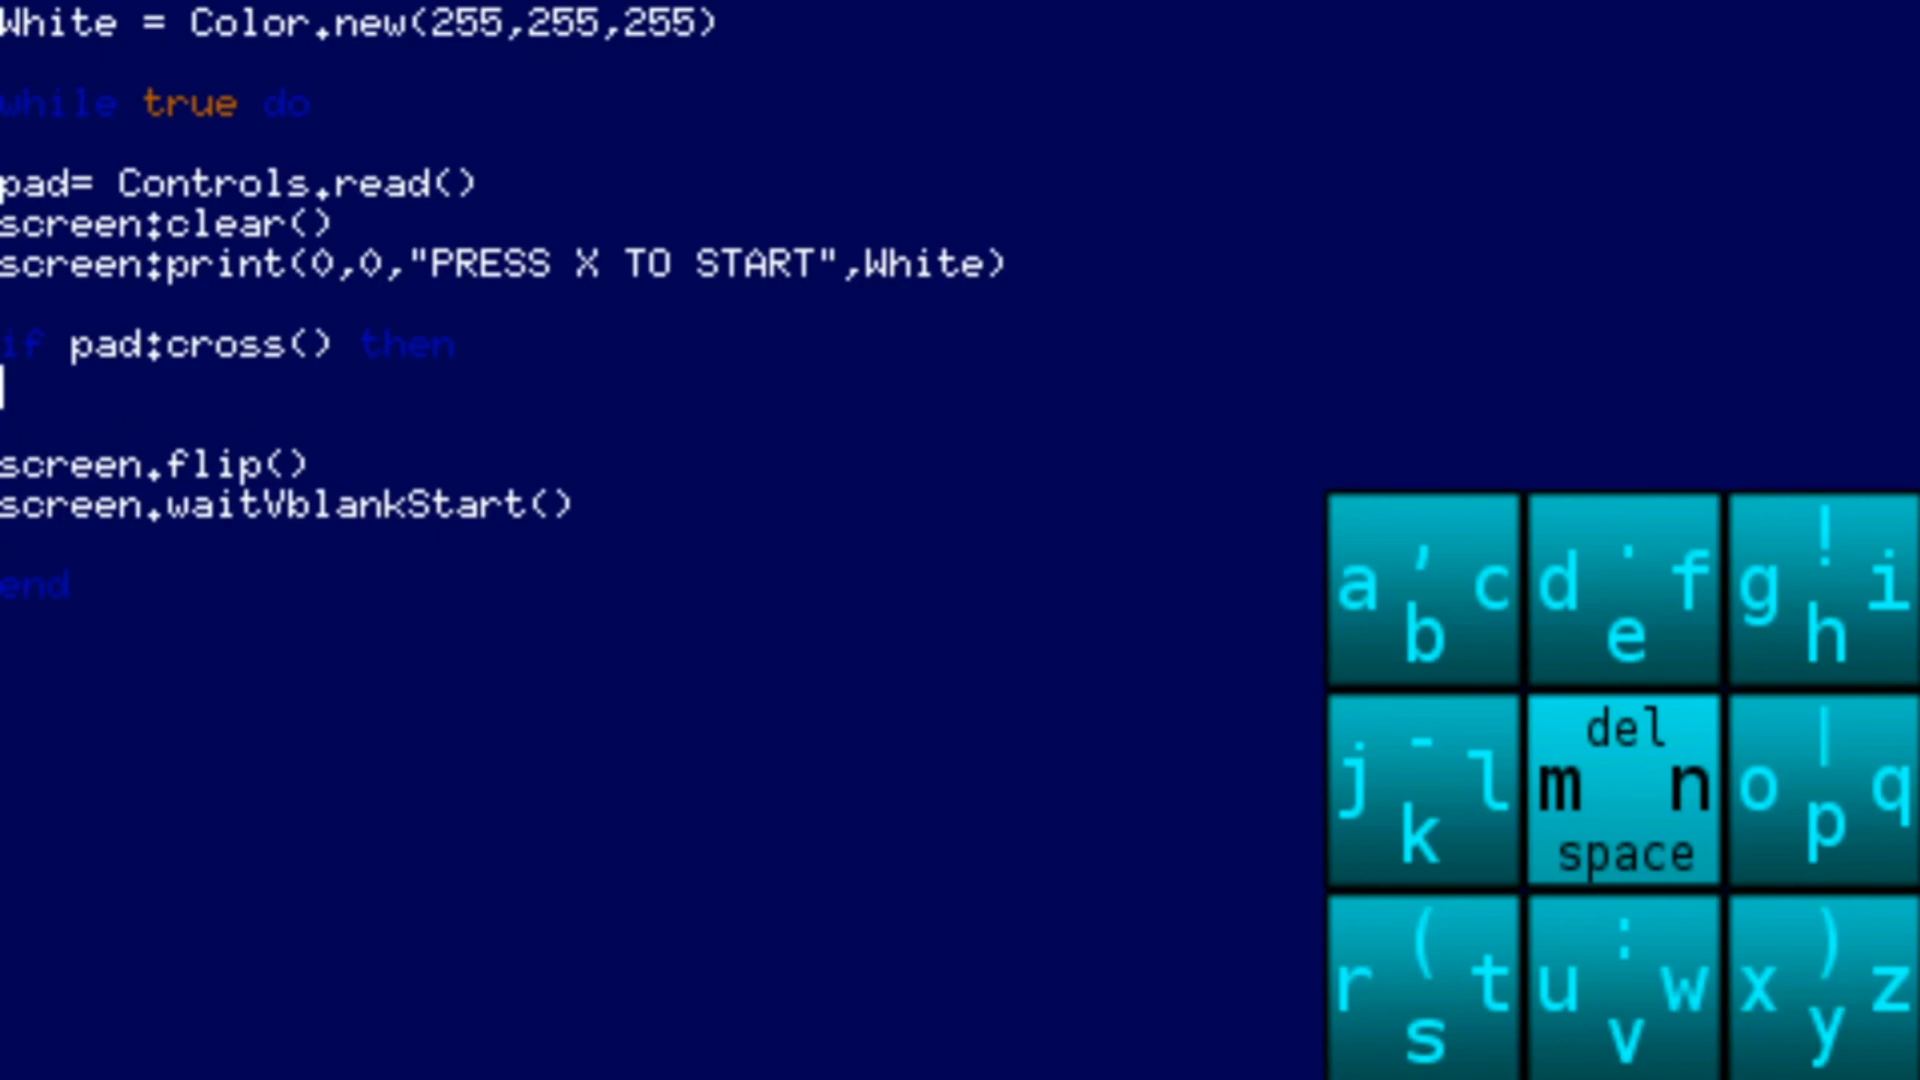 White = Color.new(255,255,255)
while true do
pad= Controls.read()
screen:clear()
screen:print(0,0,"PRESS X TO START",White)
if pad:cross() then
screen.flip()
screen.waitVblankStart()
end
a , c b
d . f e
g ! i h
j - l k
del m n space
o | q p
r ( t s
u : w v
x ) z y